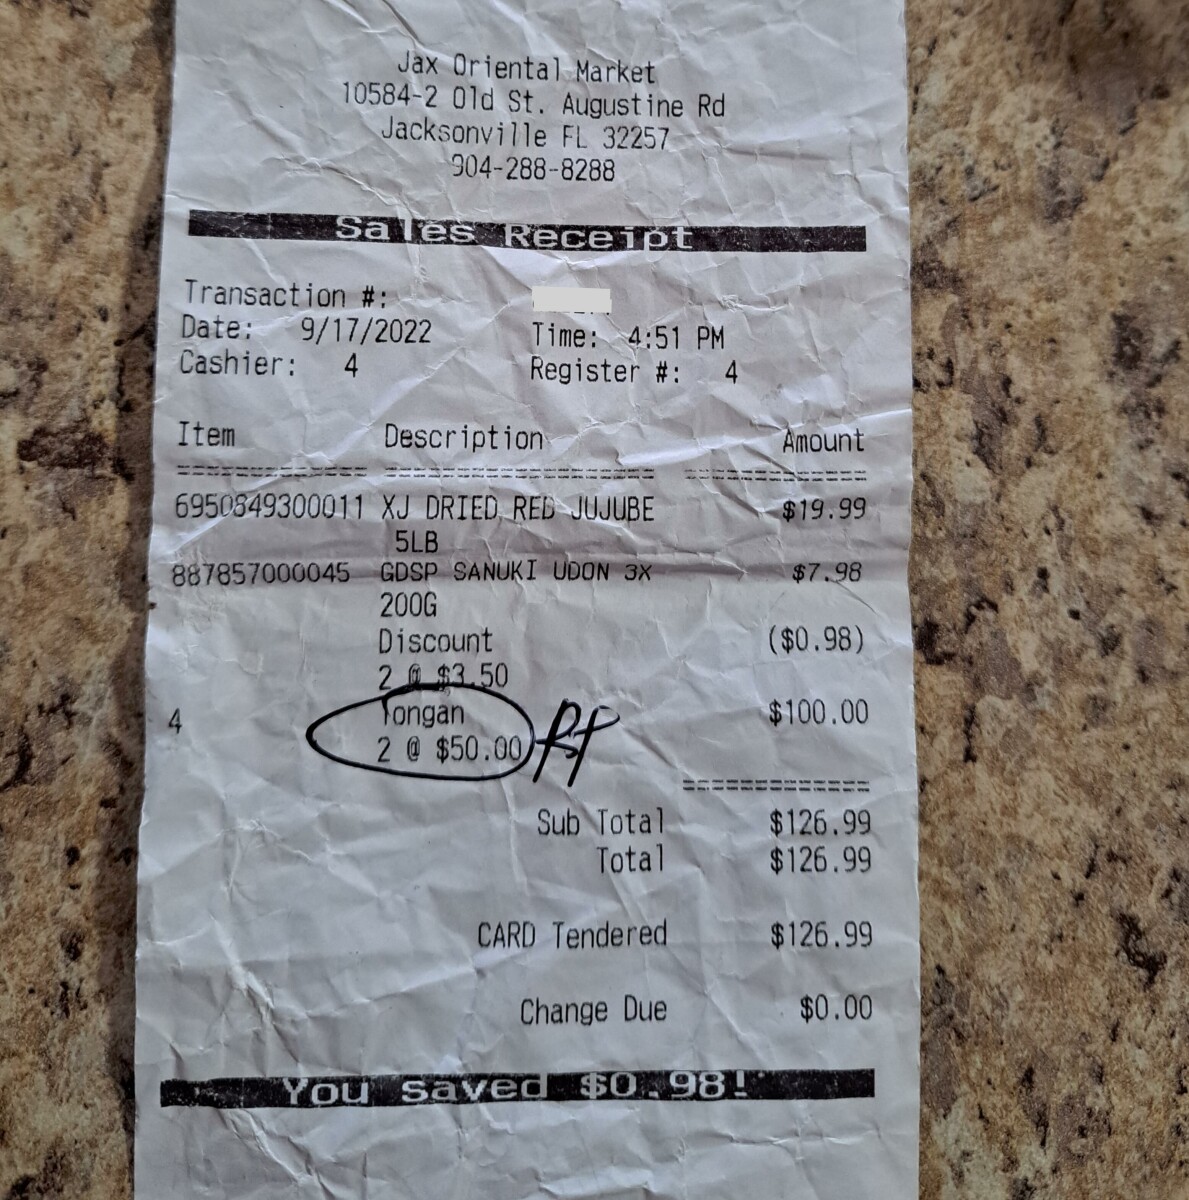 Jax Oriental Market
10584-2 Old St. Augustine Rd
Jacksonville FL 32257
904-288-8288
Sales Receipt
Transaction #:
Date: 9/17/2022 Time: 4:51 PM
Cashier: 4 Register #: 4
Item Description Amount
6950849300011 XJ DRIED RED JUJUBE $19.99
5LB
887857000045 GDSP SANUKI UDON 3X $7.98
200G
Discount ($0.98)
2 @ $3.50
4 Yongan $100.00
2 @ $50.00
Sub Total $126.99
Total $126.99
CARD Tendered $126.99
Change Due $0.00
You saved $0.98!